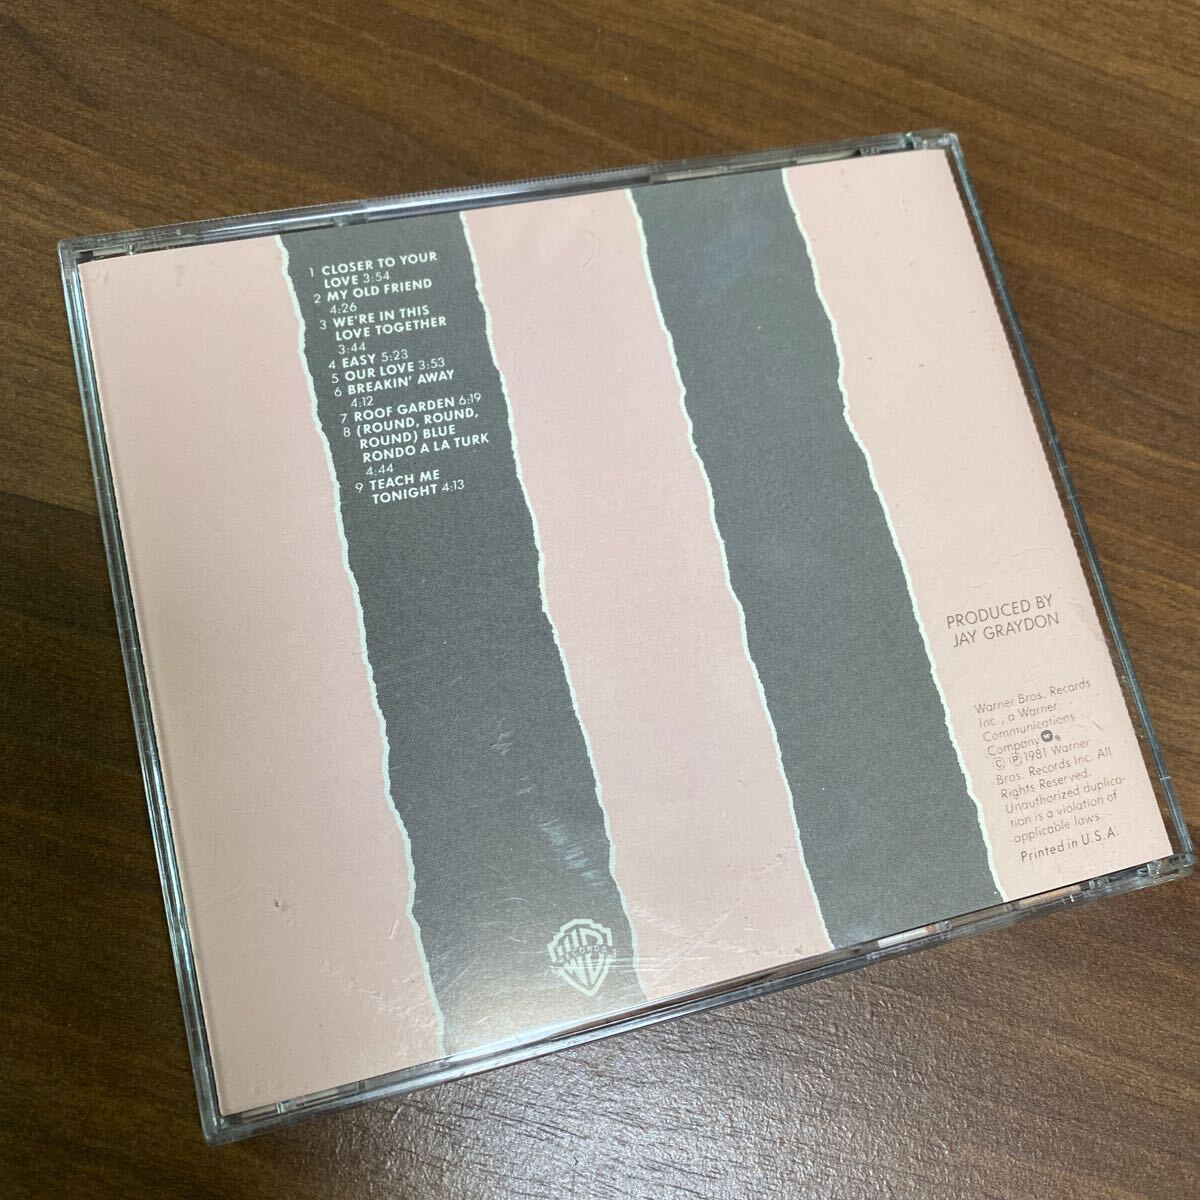 1 CLOSER TO YOUR
LOVE 3:54
2 MY OLD FRIEND
4:26
3 WE'RE IN THIS
LOVE TOGETHER
3:44
4 EASY 5:23
5 OUR LOVE 3:53
6 BREAKIN' AWAY
4:12
7 ROOF GARDEN 6:19
8 (ROUND, ROUND,
ROUND) BLUE
RONDO A LA TURK
4:44
9 TEACH ME
TONIGHT 4:13
PRODUCED BY
JAY GRAYDON
Warner Bros. Records
Inc., a Warner
Communications
Company W ®
© ℗ 1981 Warner
Bros. Records Inc. All
Rights Reserved.
Unauthorized duplica-
tion is a violation of
applicable laws.
Printed in U.S.A.
WB
RECORDS